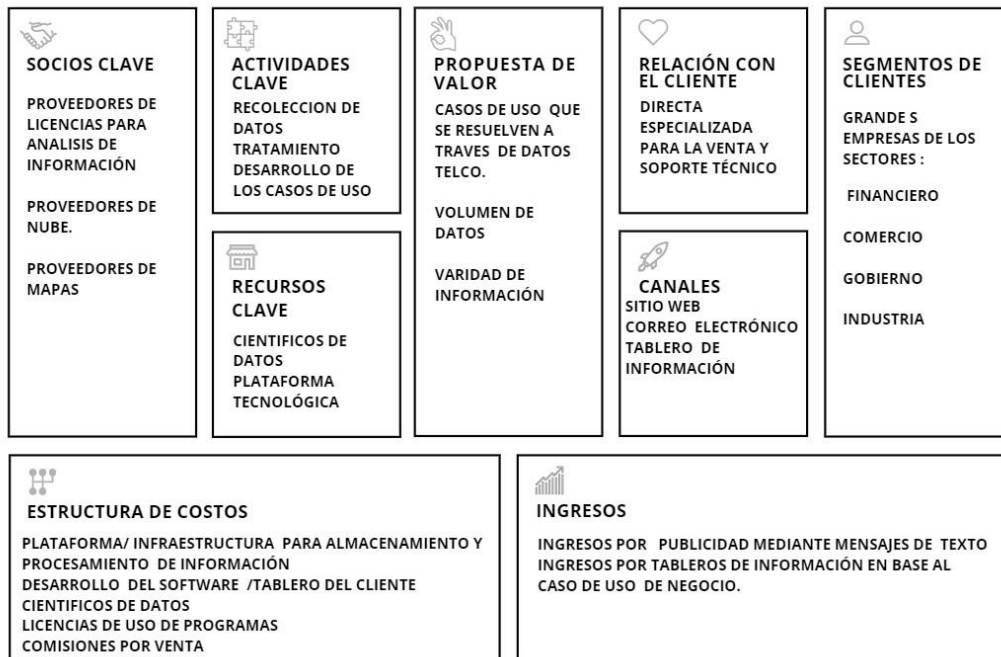 SOCIOS CLAVE
PROVEEDORES DE
LICENCIAS PARA
ANALISIS DE
INFORMACIÓN
PROVEEDORES DE
NUBE.
PROVEEDORES DE
MAPAS
ACTIVIDADES
CLAVE
RECOLECCION DE
DATOS
TRATAMIENTO
DESARROLLO DE
LOS CASOS DE USO
RECURSOS
CLAVE
CIENTIFICOS DE
DATOS
PLATAFORMA
TECNOLÓGICA
PROPUESTA DE
VALOR
CASOS DE USO QUE
SE RESUELVEN A
TRAVES DE DATOS
TELCO.
VOLUMEN DE
DATOS
VARIDAD DE
INFORMACIÓN
RELACIÓN CON
EL CLIENTE
DIRECTA
ESPECIALIZADA
PARA LA VENTA Y
SOPORTE TÉCNICO
CANALES
SITIO WEB
CORREO ELECTRÓNICO
TABLERO DE
INFORMACIÓN
SEGMENTOS DE
CLIENTES
GRANDE S
EMPRESAS DE LOS
SECTORES :
FINANCIERO
COMERCIO
GOBIERNO
INDUSTRIA
ESTRUCTURA DE COSTOS
PLATAFORMA/ INFRAESTRUCTURA PARA ALMACENAMIENTO Y
PROCESAMIENTO DE INFORMACIÓN
DESARROLLO DEL SOFTWARE /TABLERO DEL CLIENTE
CIENTIFICOS DE DATOS
LICENCIAS DE USO DE PROGRAMAS
COMISIONES POR VENTA
INGRESOS
INGRESOS POR PUBLICIDAD MEDIANTE MENSAJES DE TEXTO
INGRESOS POR TABLEROS DE INFORMACIÓN EN BASE AL
CASO DE USO DE NEGOCIO.